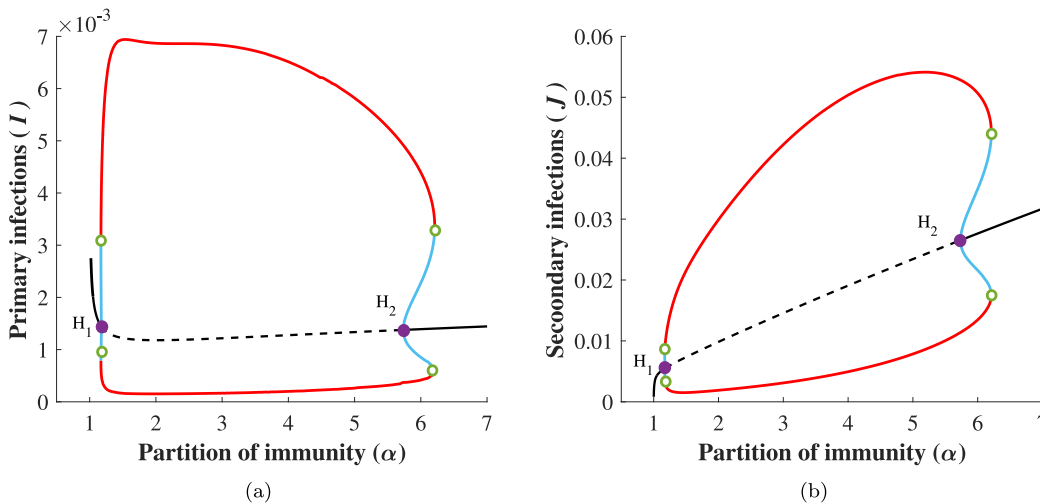 ×10⁻³
7
6
5
4
3
2
1
0
Primary infections ( I )
H₁
H₂
1 2 3 4 5 6 7
Partition of immunity (α)
(a)
0.06
0.05
0.04
0.03
0.02
0.01
0
Secondary infections ( J )
H₁
H₂
1 2 3 4 5 6 7
Partition of immunity (α)
(b)